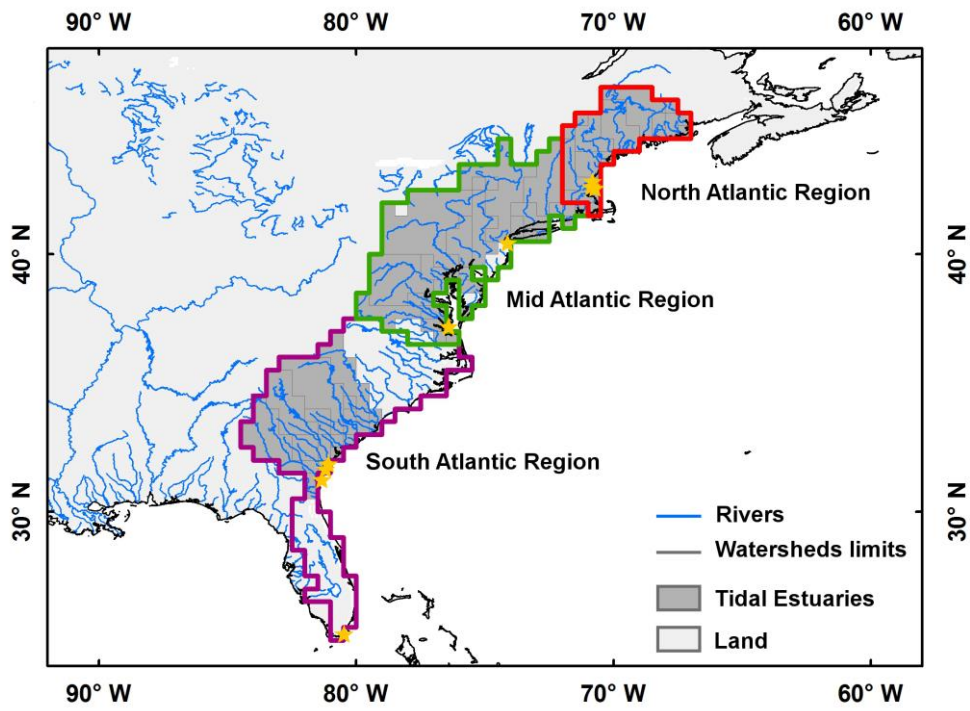 90° W 80° W 70° W 60° W
40° N 40° N
30° N 30° N
North Atlantic Region
Mid Atlantic Region
South Atlantic Region
Rivers
Watersheds limits
Tidal Estuaries
Land
90° W 80° W 70° W 60° W